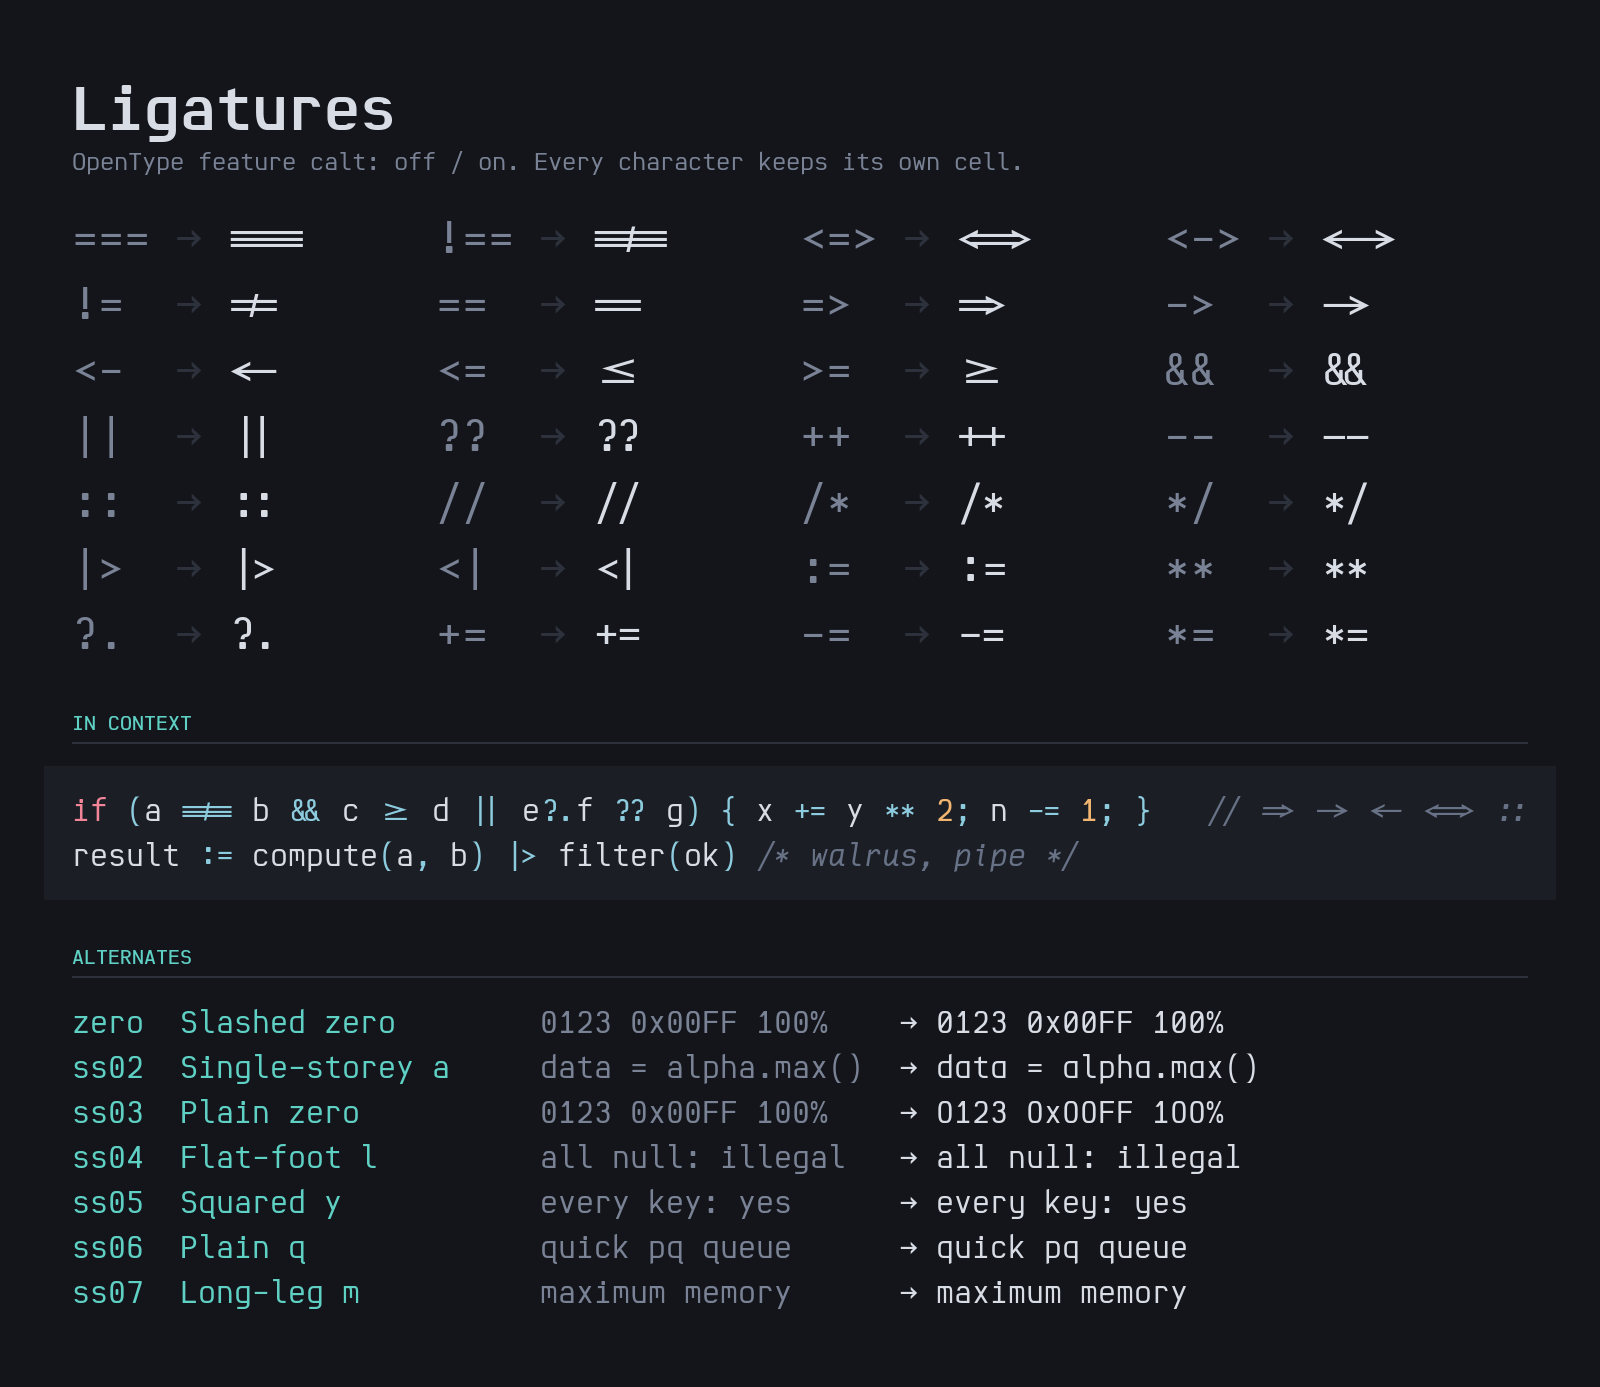 Ligatures
OpenType feature calt: off / on. Every character keeps its own cell.
=== → === !== → !== <=> → <=> <-> → <->
!= → != == → == => → => -> → ->
<- → <- <= → <= >= → >= && → &&
|| → || ?? → ?? ++ → ++ -- → --
:: → :: // → // /* → /* */ → */
|> → |> <| → <| := → := ** → **
?. → ?. += → += -= → -= *= → *=
IN CONTEXT
if (a !== b && c >= d || e?.f ?? g) { x += y ** 2; n -= 1; } // => -> <- <=> ::
result := compute(a, b) |> filter(ok) /* walrus, pipe */
ALTERNATES
zero Slashed zero 0123 0x00FF 100% → 0123 0x00FF 100%
ss02 Single-storey a data = alpha.max() → data = alpha.max()
ss03 Plain zero 0123 0x00FF 100% → 0123 0x00FF 100%
ss04 Flat-foot l all null: illegal → all null: illegal
ss05 Squared y every key: yes → every key: yes
ss06 Plain q quick pq queue → quick pq queue
ss07 Long-leg m maximum memory → maximum memory